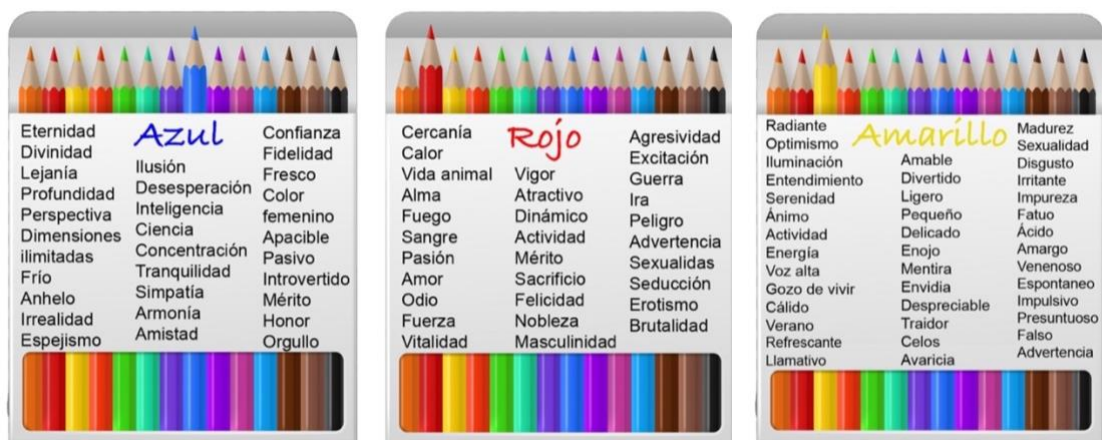 Azul
Eternidad
Divinidad
Lejanía
Profundidad
Perspectiva
Dimensiones
ilimitadas
Frío
Anhelo
Irrealidad
Espejismo
Ilusión
Desesperación
Inteligencia
Ciencia
Concentración
Tranquilidad
Simpatía
Armonía
Amistad
Confianza
Fidelidad
Fresco
Color
femenino
Apacible
Pasivo
Introvertido
Mérito
Honor
Orgullo
Rojo
Cercanía
Calor
Vida animal
Alma
Fuego
Sangre
Pasión
Amor
Odio
Fuerza
Vitalidad
Vigor
Atractivo
Dinámico
Actividad
Mérito
Sacrificio
Felicidad
Nobleza
Masculinidad
Agresividad
Excitación
Guerra
Ira
Peligro
Advertencia
Sexualidas
Seducción
Erotismo
Brutalidad
Amarillo
Radiante
Optimismo
Iluminación
Entendimiento
Serenidad
Ánimo
Actividad
Energía
Voz alta
Gozo de vivir
Cálido
Verano
Refrescante
Llamativo
Amable
Divertido
Ligero
Pequeño
Delicado
Enojo
Mentira
Envidia
Despreciable
Traidor
Celos
Avaricia
Madurez
Sexualidad
Disgusto
Irritante
Impureza
Fatuo
Ácido
Amargo
Venenoso
Espontaneo
Impulsivo
Presuntuoso
Falso
Advertencia